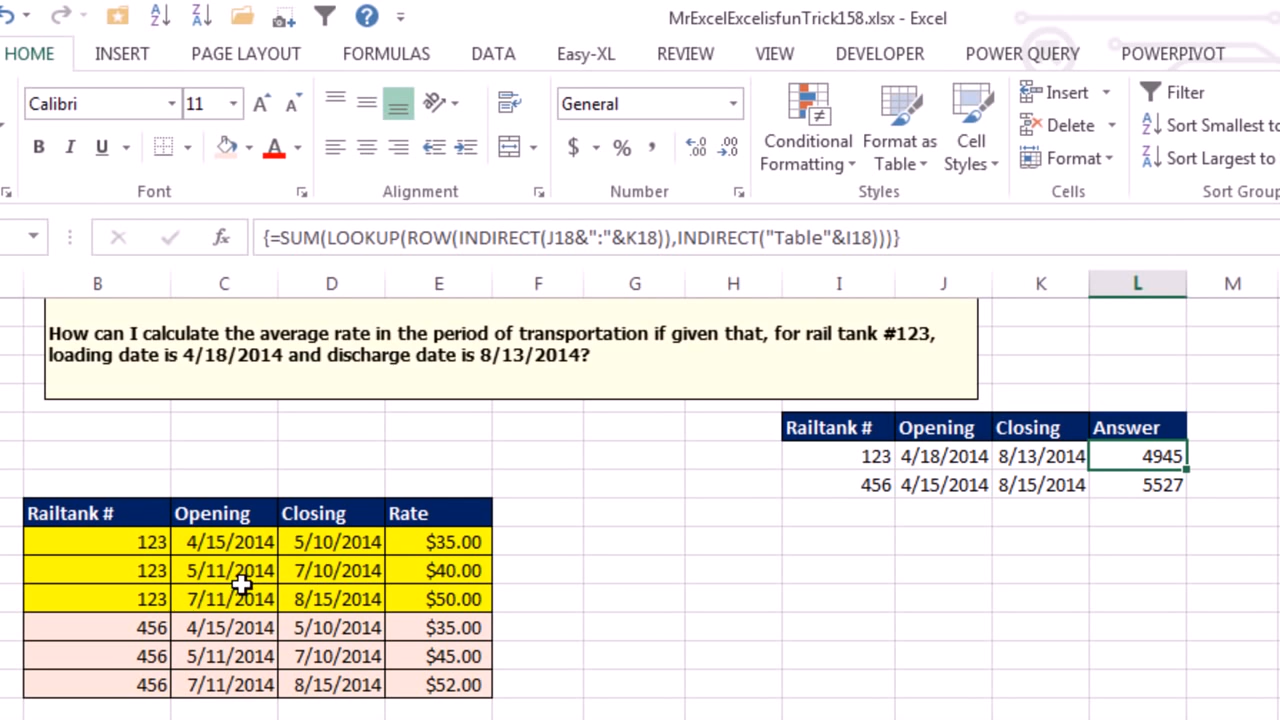 MrExcelExcelisfunTrick158.xlsx - Excel
HOME INSERT PAGE LAYOUT FORMULAS DATA Easy-XL REVIEW VIEW DEVELOPER POWER QUERY POWERPIVOT
Calibri 11 General Conditional Formatting Format as Table Cell Styles
Insert
Delete
Format
Filter
Sort Smallest to
Sort Largest to
B I U A $ % ,
Font Alignment Number Styles Cells Sort Group
fx {=SUM(LOOKUP(ROW(INDIRECT(J18&":"&K18)),INDIRECT("Table"&I18)))}
B C D E F G H I J K L M
How can I calculate the average rate in the period of transportation if given that, for rail tank #123,
loading date is 4/18/2014 and discharge date is 8/13/2014?
Railtank # Opening Closing Answer
123 4/18/2014 8/13/2014 4945
456 4/15/2014 8/15/2014 5527
Railtank # Opening Closing Rate
123 4/15/2014 5/10/2014 $35.00
123 5/11/2014 7/10/2014 $40.00
123 7/11/2014 8/15/2014 $50.00
456 4/15/2014 5/10/2014 $35.00
456 5/11/2014 7/10/2014 $45.00
456 7/11/2014 8/15/2014 $52.00